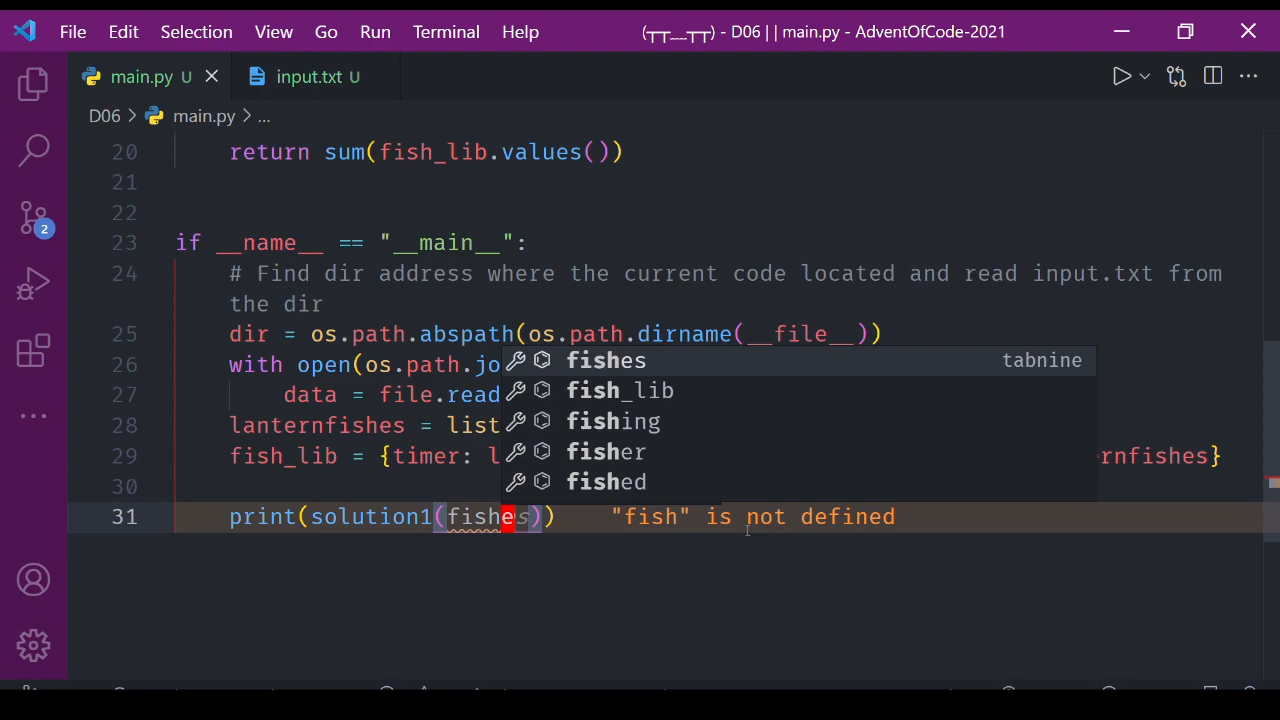 File Edit Selection View Go Run Terminal Help (┬┬﹏┬┬) - D06 | | main.py - AdventOfCode-2021
main.py U input.txt U
D06 > main.py > ...
20 return sum(fish_lib.values())
21
22
2
23 if __name__ == "__main__":
24 # Find dir address where the current code located and read input.txt from
the dir
25 dir = os.path.abspath(os.path.dirname(__file__))
26 with open(os.path.jo
fishes tabnine
27 data = file.read
fish_lib
28 lanternfishes = list
fishing
29 fish_lib = {timer: l rnfishes}
fisher
30
fished
31 print(solution1(fishes)) "fish" is not defined